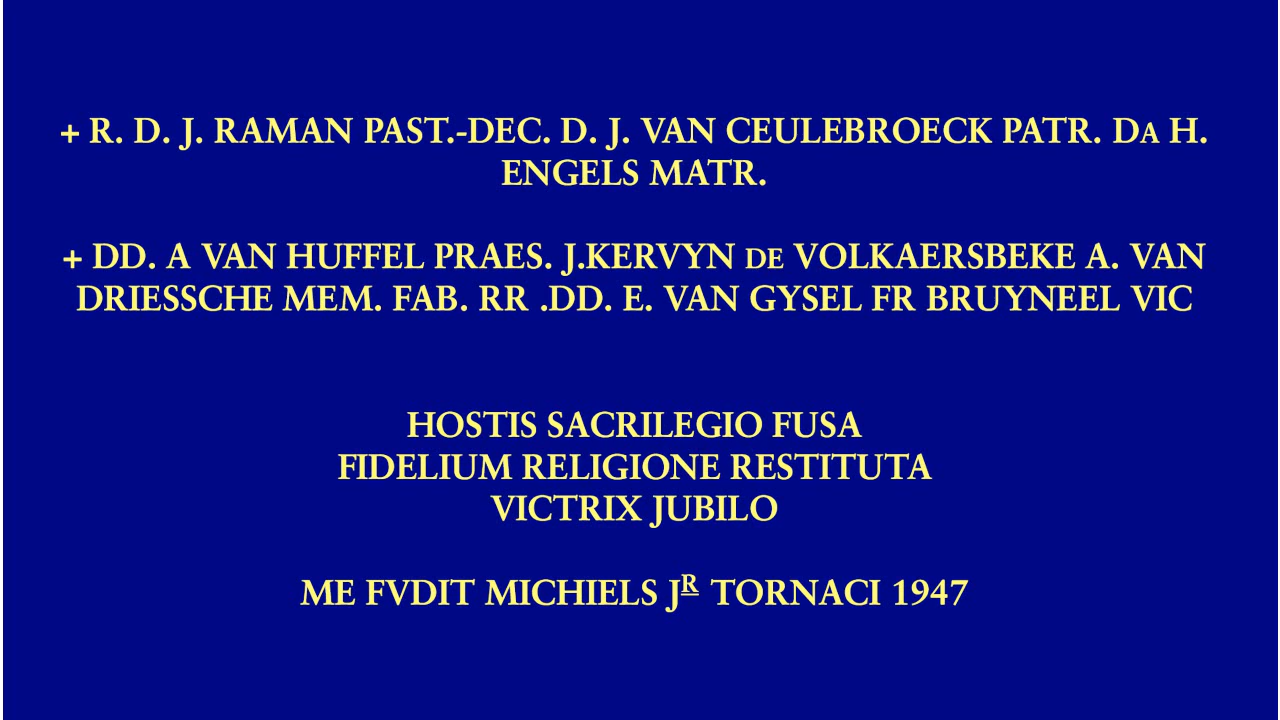 + R. D. J. RAMAN PAST.-DEC. D. J. VAN CEULEBROECK PATR. DA H.
ENGELS MATR.
+ DD. A VAN HUFFEL PRAES. J.KERVYN DE VOLKAERSBEKE A. VAN
DRIESSCHE MEM. FAB. RR .DD. E. VAN GYSEL FR BRUYNEEL VIC
HOSTIS SACRILEGIO FUSA
FIDELIUM RELIGIONE RESTITUTA
VICTRIX JUBILO
ME FVDIT MICHIELS JR TORNACI 1947